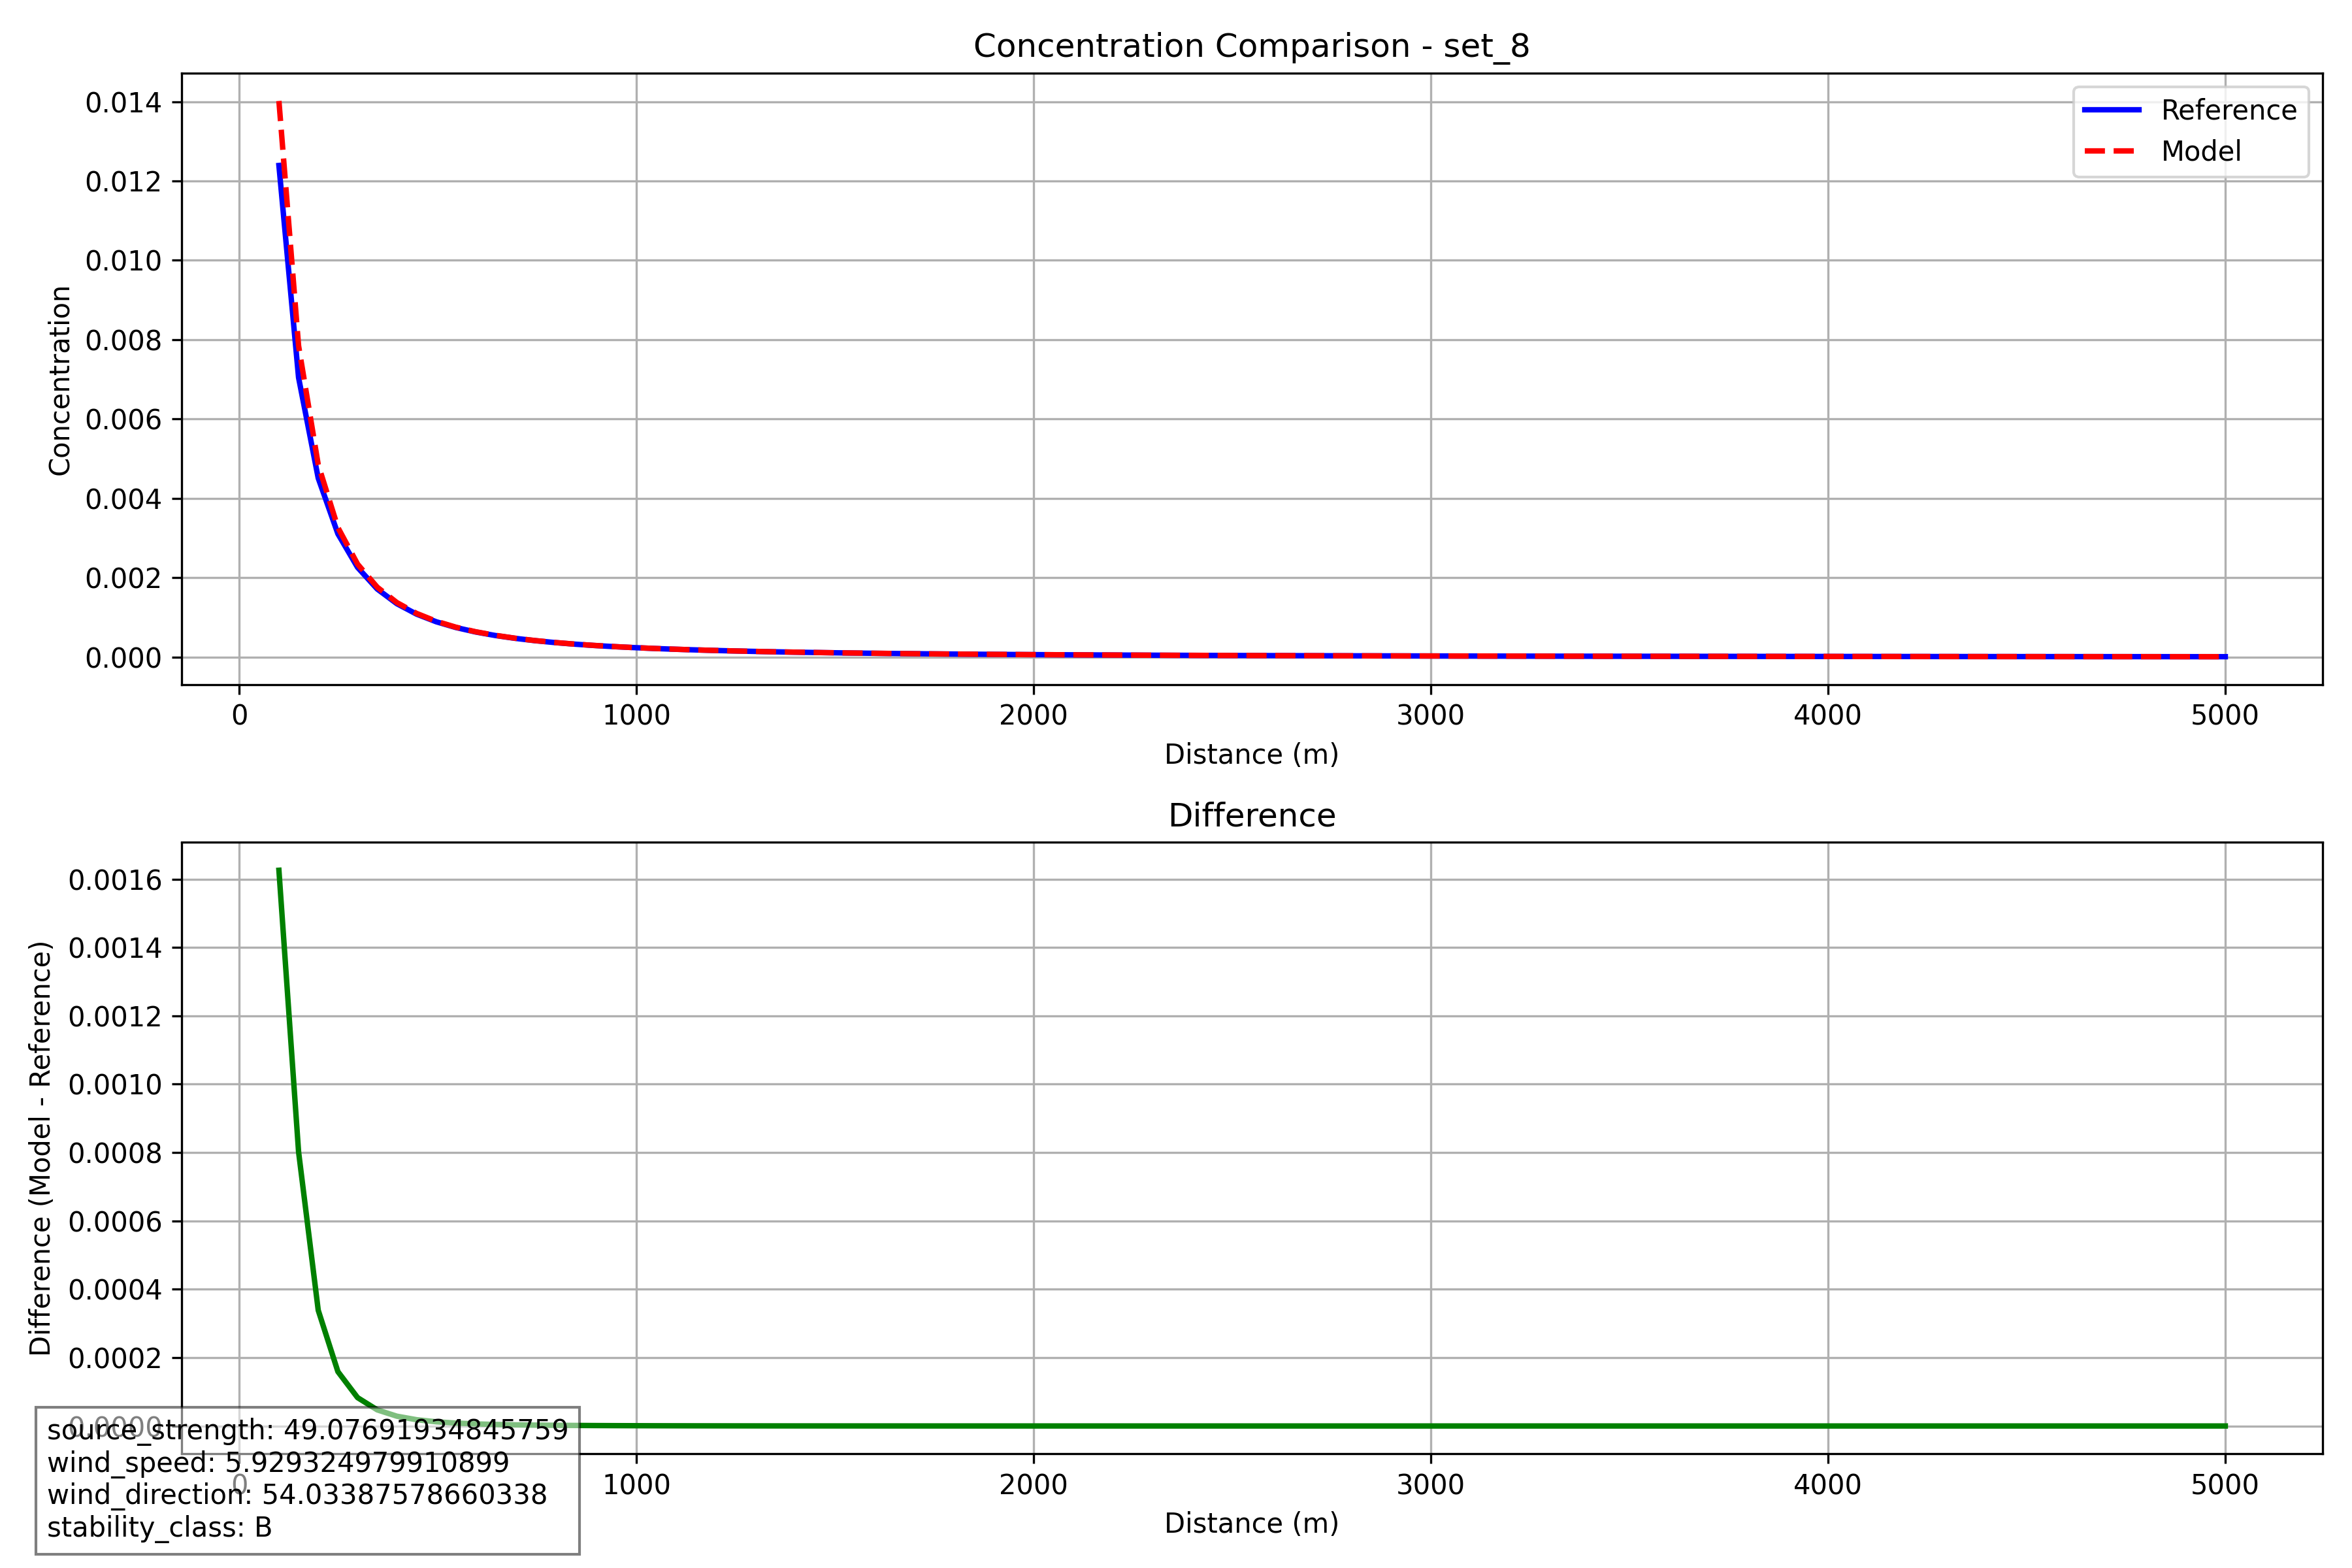 Concentration Comparison - set_8
0.014
0.012
0.010
0.008
0.006
0.004
0.002
0.000
Concentration
Reference
Model
0 1000 2000 3000 4000 5000
Distance (m)
Difference
0.0016
0.0014
0.0012
0.0010
0.0008
0.0006
0.0004
0.0002
0.0000
Difference (Model - Reference)
0 1000 2000 3000 4000 5000
Distance (m)
source_strength: 49.07691934845759
wind_speed: 5.929324979910899
wind_direction: 54.03387578660338
stability_class: B